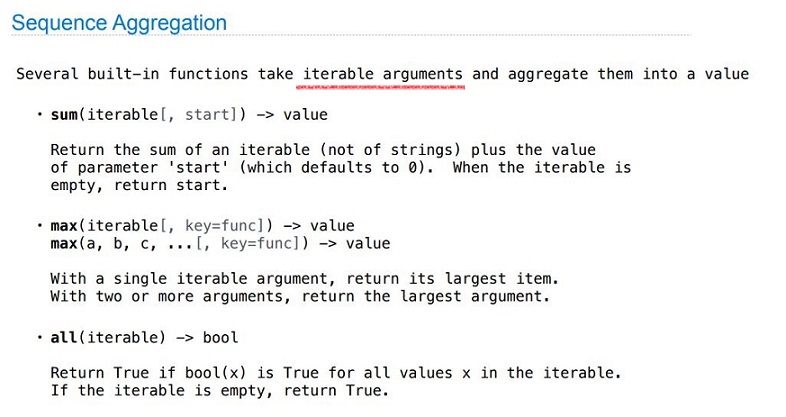 Sequence Aggregation
Several built-in functions take iterable arguments and aggregate them into a value
• sum(iterable[, start]) -> value
Return the sum of an iterable (not of strings) plus the value
of parameter 'start' (which defaults to 0).  When the iterable is
empty, return start.
• max(iterable[, key=func]) -> value
max(a, b, c, ...[, key=func]) -> value
With a single iterable argument, return its largest item.
With two or more arguments, return the largest argument.
• all(iterable) -> bool
Return True if bool(x) is True for all values x in the iterable.
If the iterable is empty, return True.